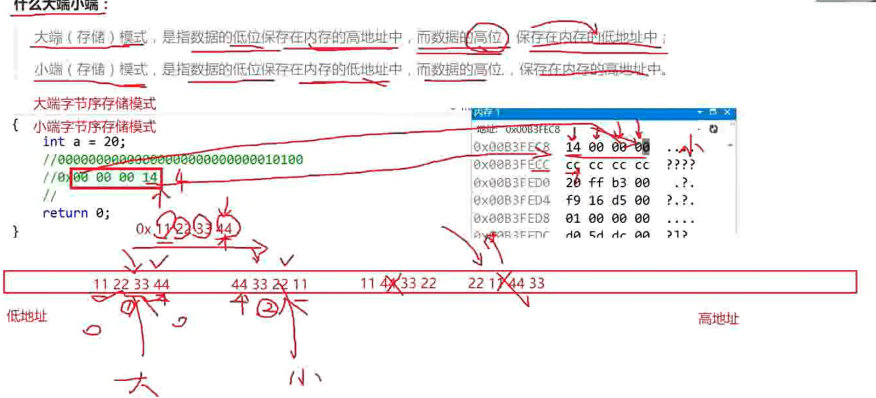 什么大端小端：
大端（存储）模式，是指数据的低位保存在内存的高地址中，而数据的高位，保存在内存的低地址中；
小端（存储）模式，是指数据的低位保存在内存的低地址中，而数据的高位，，保存在内存的高地址中。
大端字节序存储模式
小端字节序存储模式
{
int a = 20;
//00000000000000000000000000010100
//0x00 00 00 14
//
return 0;
}
内存 1
地址: 0x00B3FEC8
0x00B3FEC8 14 00 00 00 ....
0x00B3FECC cc cc cc cc ????
0x00B3FED0 20 ff b3 00 .?.
0x00B3FED4 f9 16 d5 00 ?.?.
0x00B3FED8 01 00 00 00 ....
0x00B3FEDC d0 5d dc 00 ?]?
小
4
0x 11 22 33 44
11 22 33 44
44 33 22 11
11 44 33 22
22 11 44 33
① ②
低地址
高地址
大
小